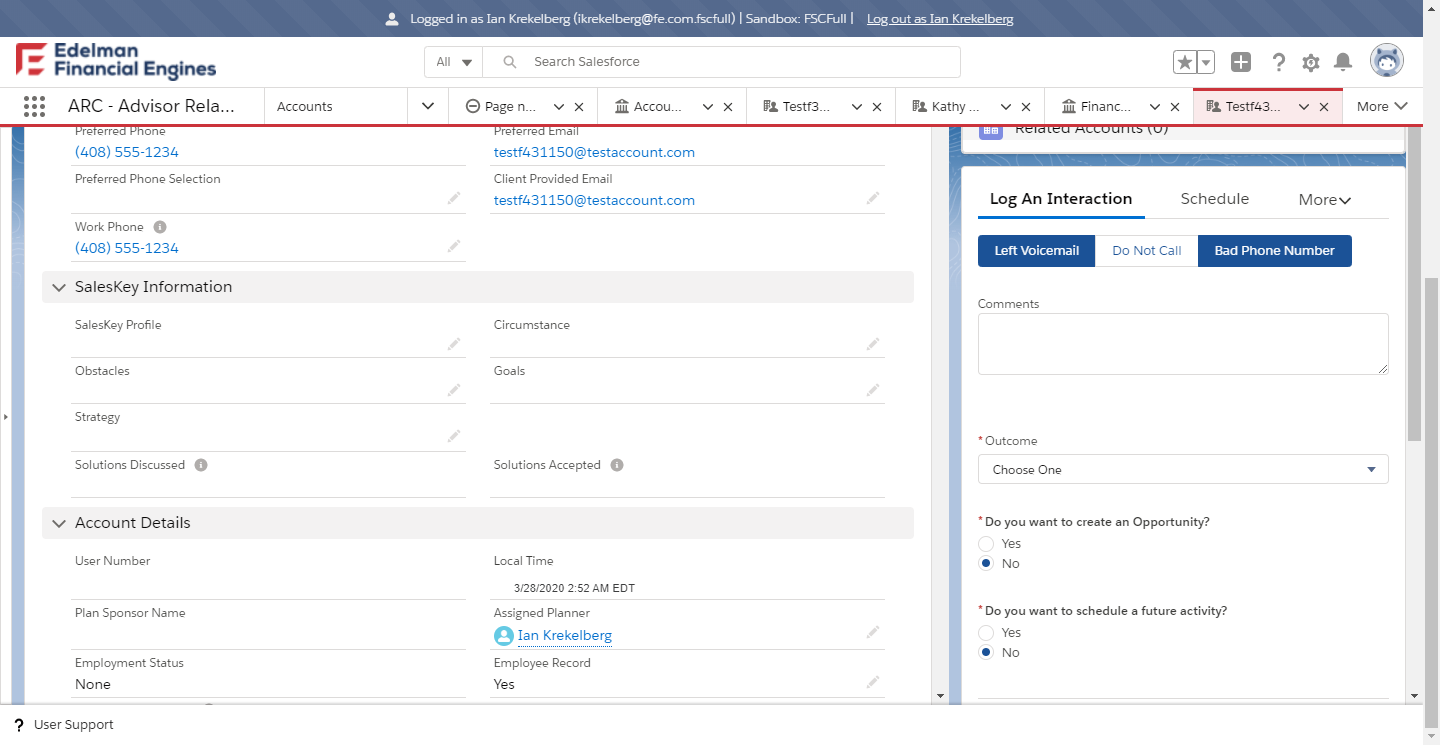 Logged in as Ian Krekelberg (ikrekelberg@fe.com.fscfull) | Sandbox: FSCFull | Log out as Ian Krekelberg
Edelman
Financial Engines
All
Search Salesforce
ARC - Advisor Rela...
Accounts
Page n...
Accou...
Testf3...
Kathy ...
Financ...
Testf43...
More
Preferred Phone
(408) 555-1234
Preferred Email
testf431150@testaccount.com
Preferred Phone Selection
Client Provided Email
testf431150@testaccount.com
Work Phone
(408) 555-1234
SalesKey Information
SalesKey Profile
Circumstance
Obstacles
Goals
Strategy
Solutions Discussed
Solutions Accepted
Account Details
User Number
Local Time
3/28/2020 2:52 AM EDT
Plan Sponsor Name
Assigned Planner
Ian Krekelberg
Employment Status
None
Employee Record
Yes
Related Accounts (0)
Log An Interaction
Schedule
More
Left Voicemail
Do Not Call
Bad Phone Number
Comments
*Outcome
Choose One
*Do you want to create an Opportunity?
Yes
No
*Do you want to schedule a future activity?
Yes
No
? User Support